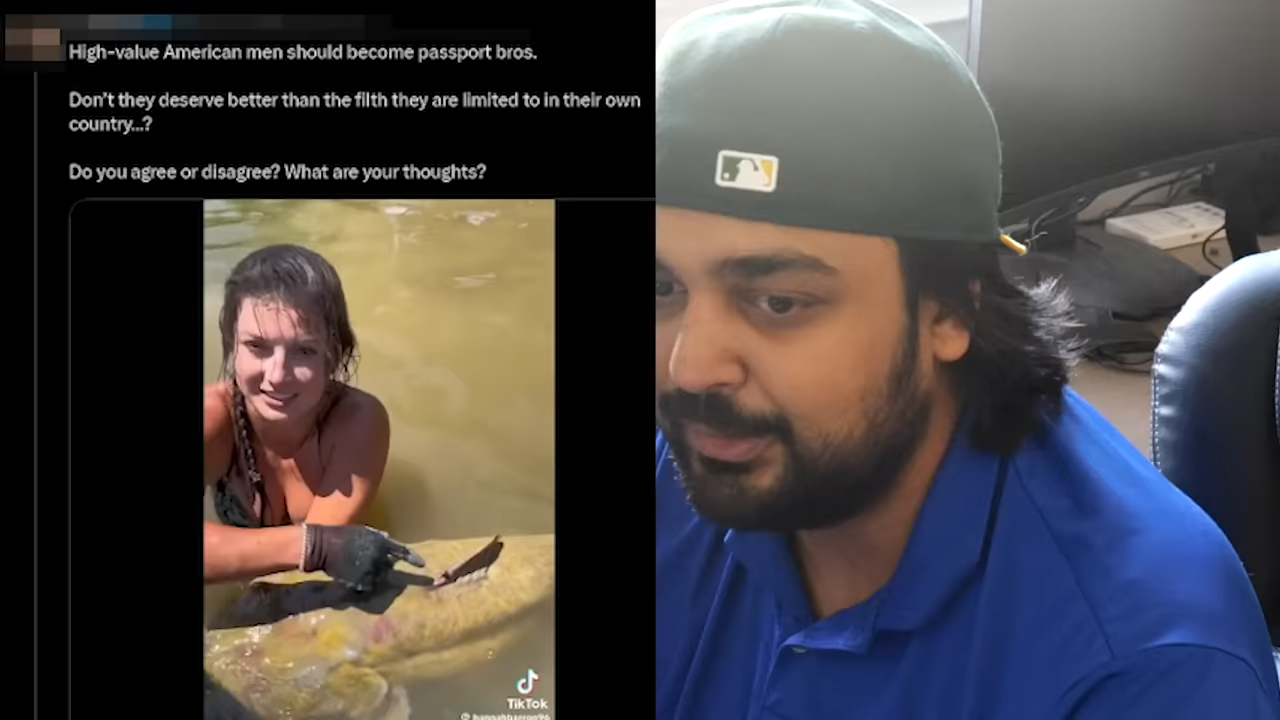 High-value American men should become passport bros.
Don't they deserve better than the filth they are limited to in their own
country...?
Do you agree or disagree? What are your thoughts?
TikTok